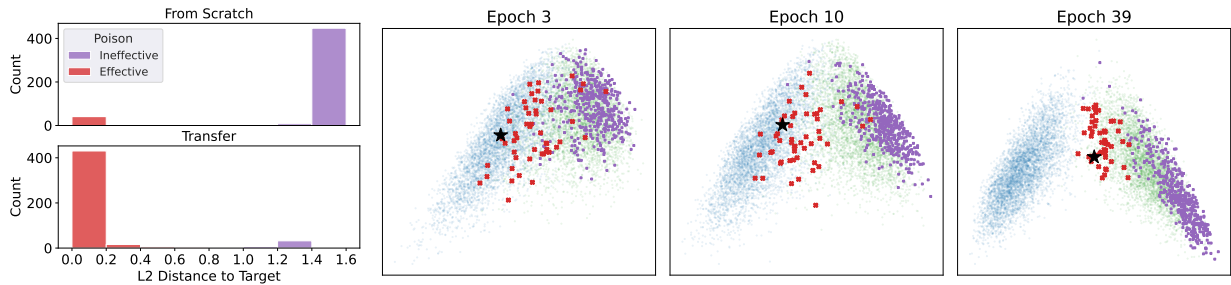 From Scratch
Count
400
200
0
Poison
Ineffective
Effective
Transfer
Count
400
200
0
0.0 0.2 0.4 0.6 0.8 1.0 1.2 1.4 1.6
L2 Distance to Target
Epoch 3
Epoch 10
Epoch 39